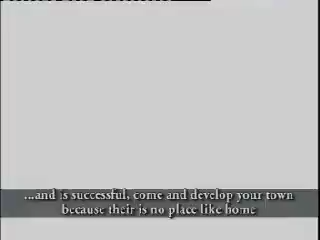 ...and is successful, come and develop your town
because their is no place like home